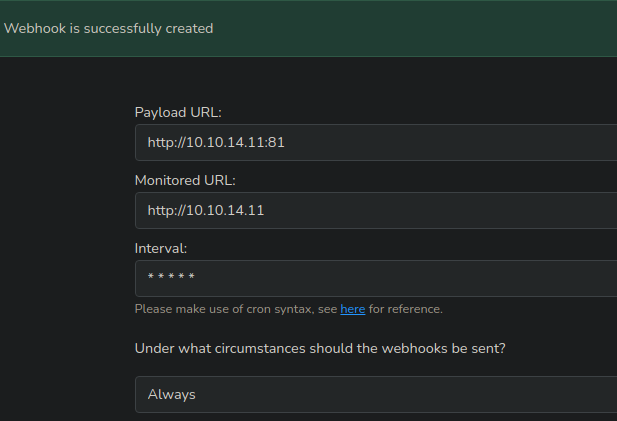 Webhook is successfully created
Payload URL:
http://10.10.14.11:81
Monitored URL:
http://10.10.14.11
Interval:
* * * * *
Please make use of cron syntax, see here for reference.
Under what circumstances should the webhooks be sent?
Always